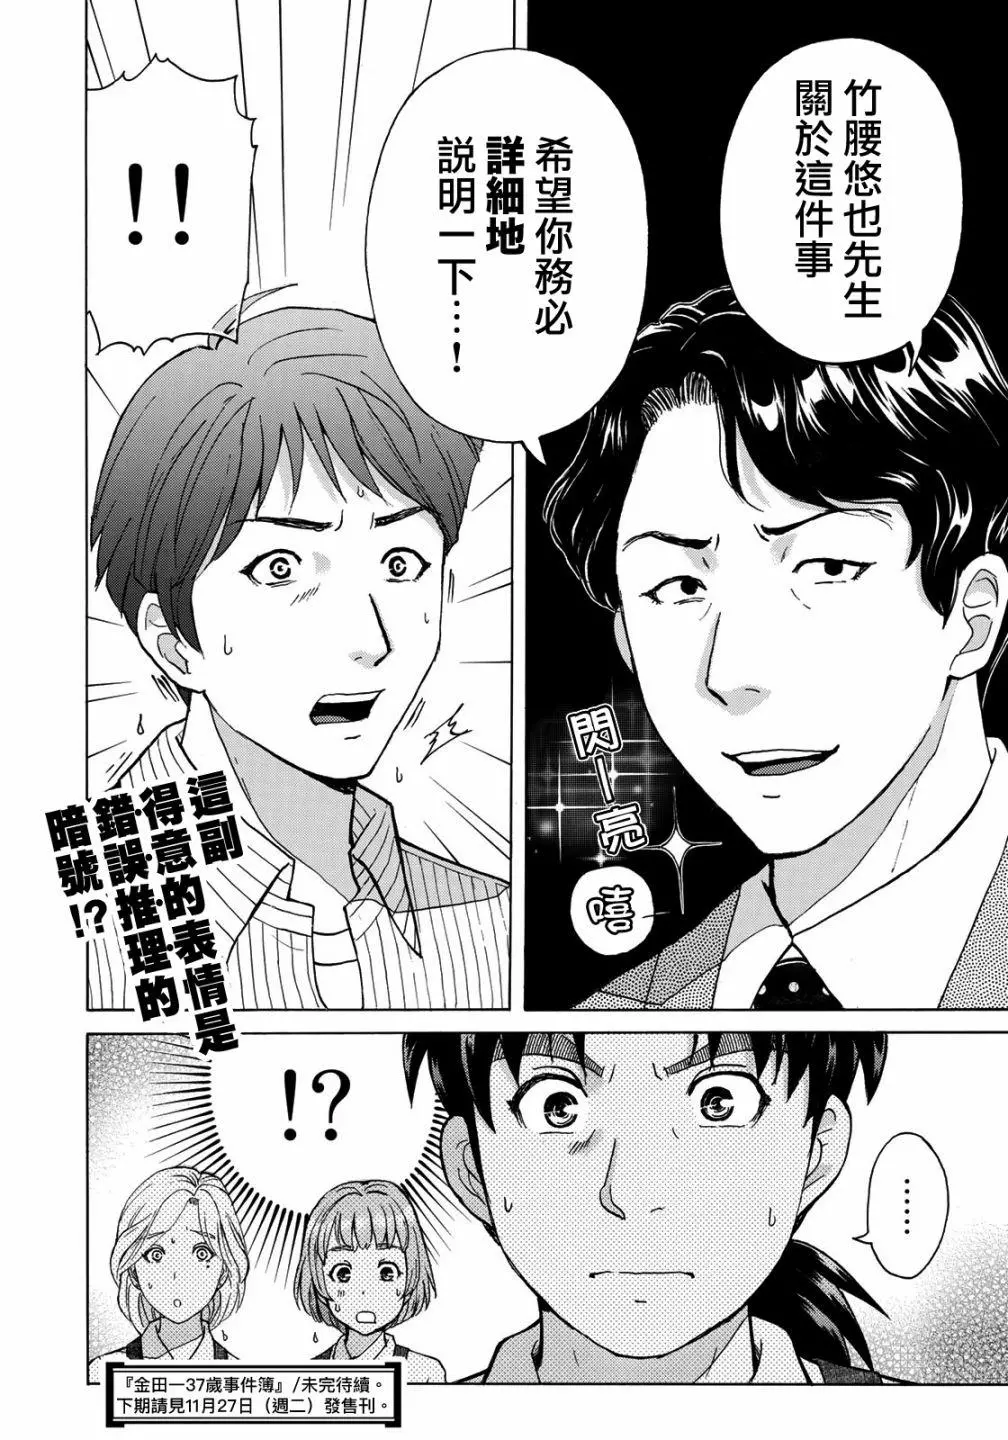 竹腰悠也先生
關於這件事
希望你務必
詳細地
説明一下……！
！！
閃—亮
嘻
這副
得意的表情是
錯誤推理的
暗號！？
！？
……
『金田一37歲事件簿』/未完待續。
下期請見11月27日（週二）發售刊。